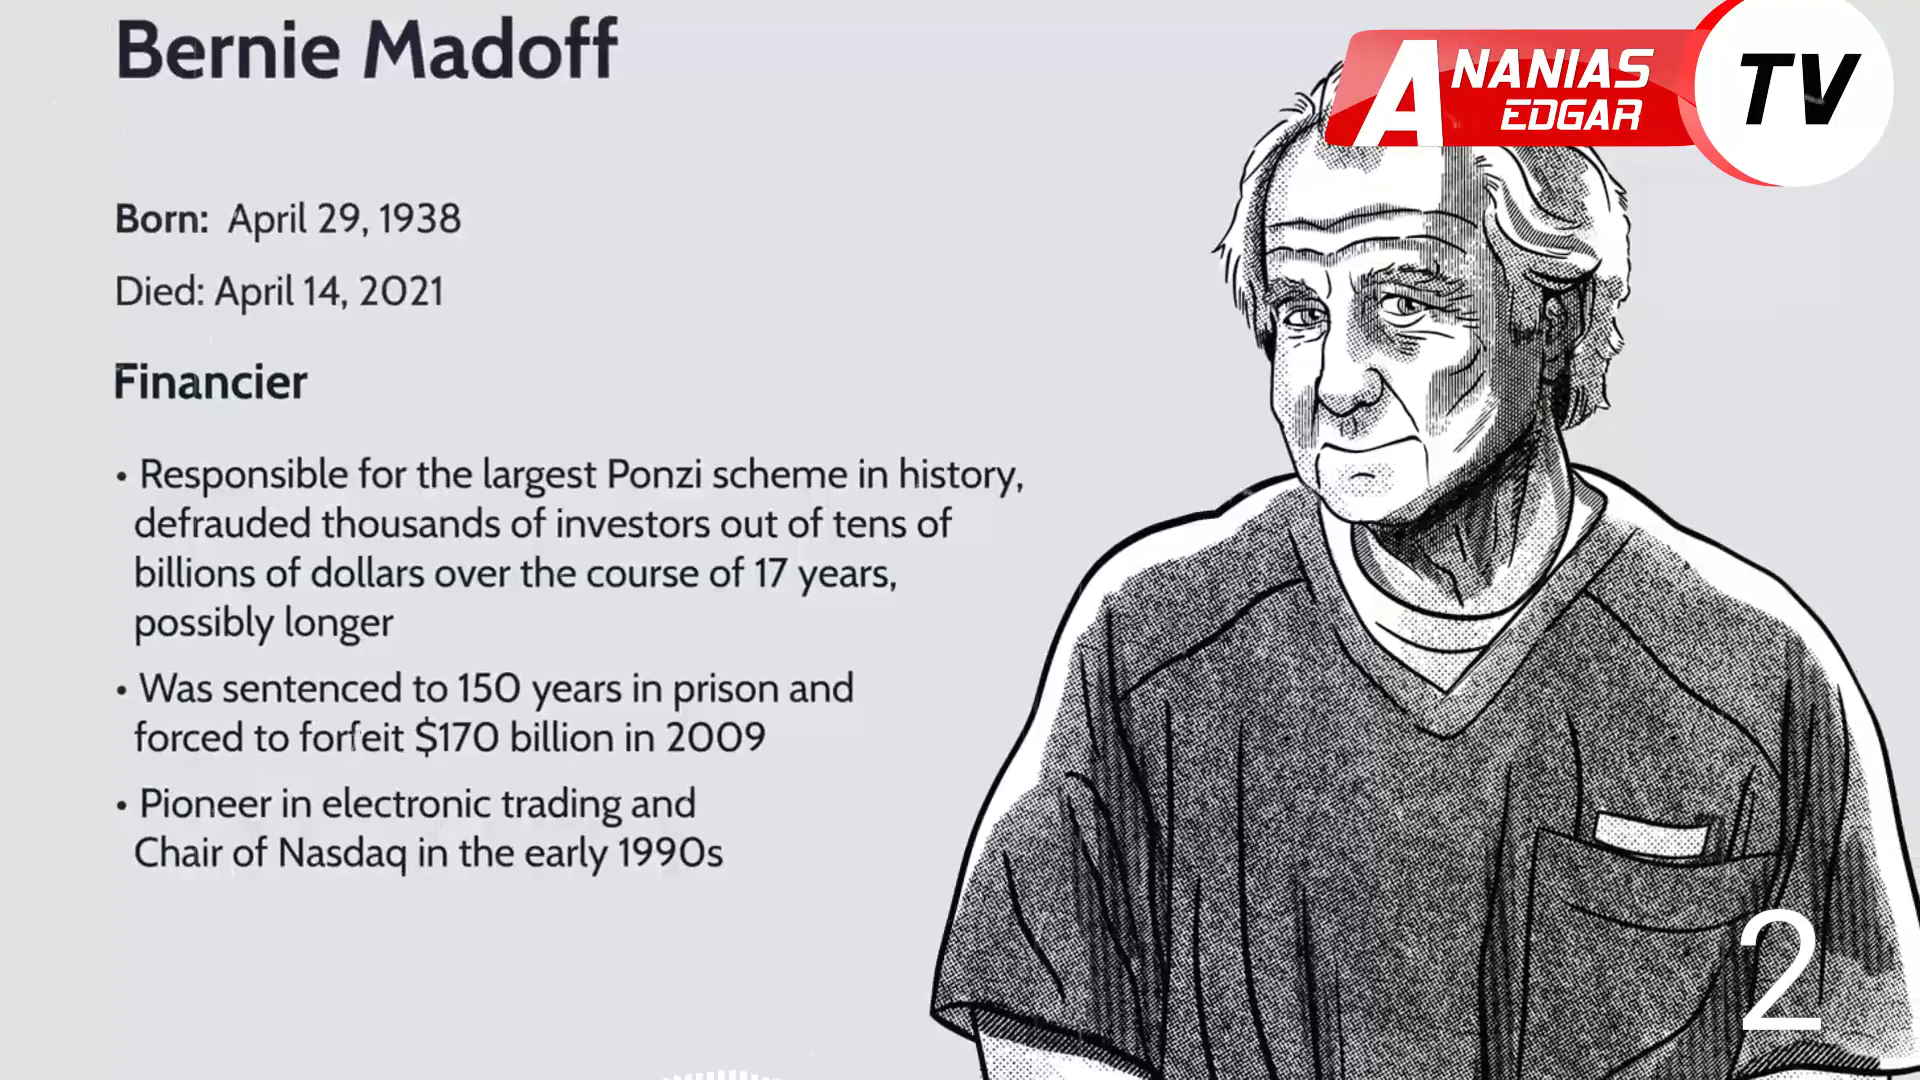 Bernie Madoff
ANANIAS
EDGAR
TV
Born: April 29, 1938
Died: April 14, 2021
Financier
• Responsible for the largest Ponzi scheme in history,
defrauded thousands of investors out of tens of
billions of dollars over the course of 17 years,
possibly longer
• Was sentenced to 150 years in prison and
forced to forfeit $170 billion in 2009
• Pioneer in electronic trading and
Chair of Nasdaq in the early 1990s
2